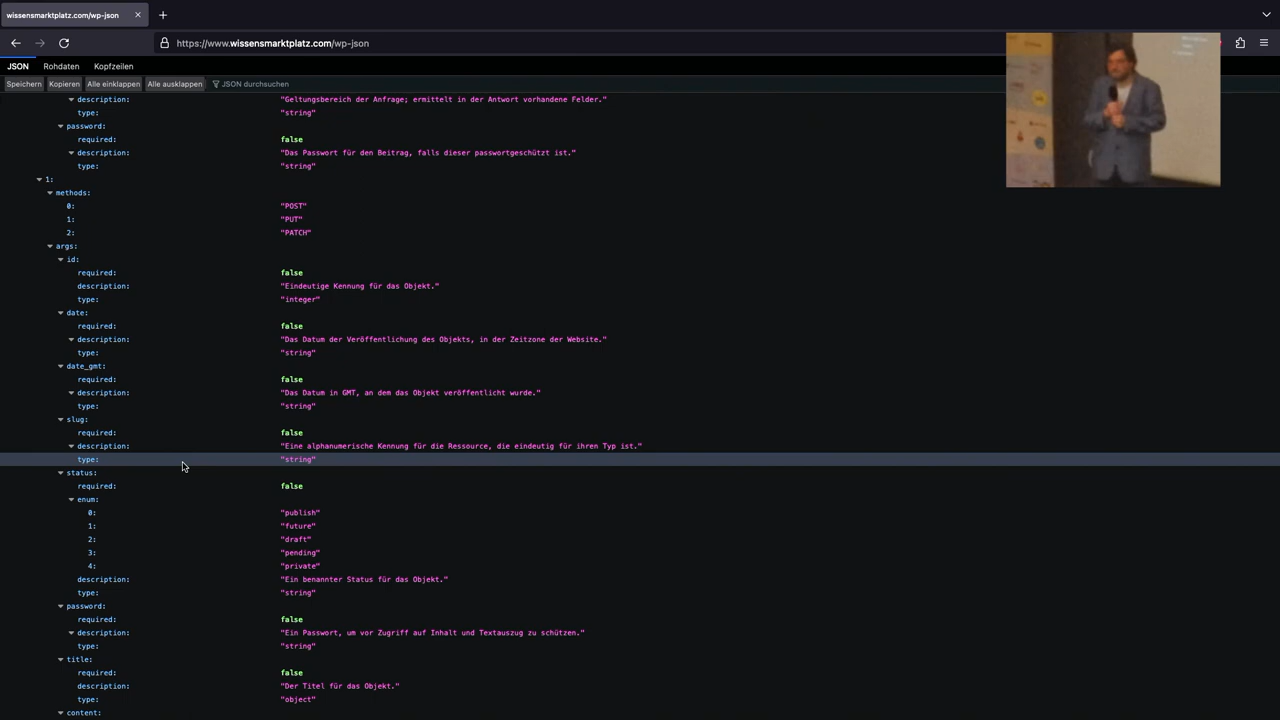 wissensmarktplatz.com/wp-json
https://www.wissensmarktplatz.com/wp-json
JSON Rohdaten Kopfzeilen
Speichern Kopieren Alle einklappen Alle ausklappen JSON durchsuchen
description: "Geltungsbereich der Anfrage; ermittelt in der Antwort vorhandene Felder."
type: "string"
password:
required: false
description: "Das Passwort für den Beitrag, falls dieser passwortgeschützt ist."
type: "string"
1:
methods:
0: "POST"
1: "PUT"
2: "PATCH"
args:
id:
required: false
description: "Eindeutige Kennung für das Objekt."
type: "integer"
date:
required: false
description: "Das Datum der Veröffentlichung des Objekts, in der Zeitzone der Website."
type: "string"
date_gmt:
required: false
description: "Das Datum in GMT, an dem das Objekt veröffentlicht wurde."
type: "string"
slug:
required: false
description: "Eine alphanumerische Kennung für die Ressource, die eindeutig für ihren Typ ist."
type: "string"
status:
required: false
enum:
0: "publish"
1: "future"
2: "draft"
3: "pending"
4: "private"
description: "Ein benannter Status für das Objekt."
type: "string"
password:
required: false
description: "Ein Passwort, um vor Zugriff auf Inhalt und Textauszug zu schützen."
type: "string"
title:
required: false
description: "Der Titel für das Objekt."
type: "object"
content: